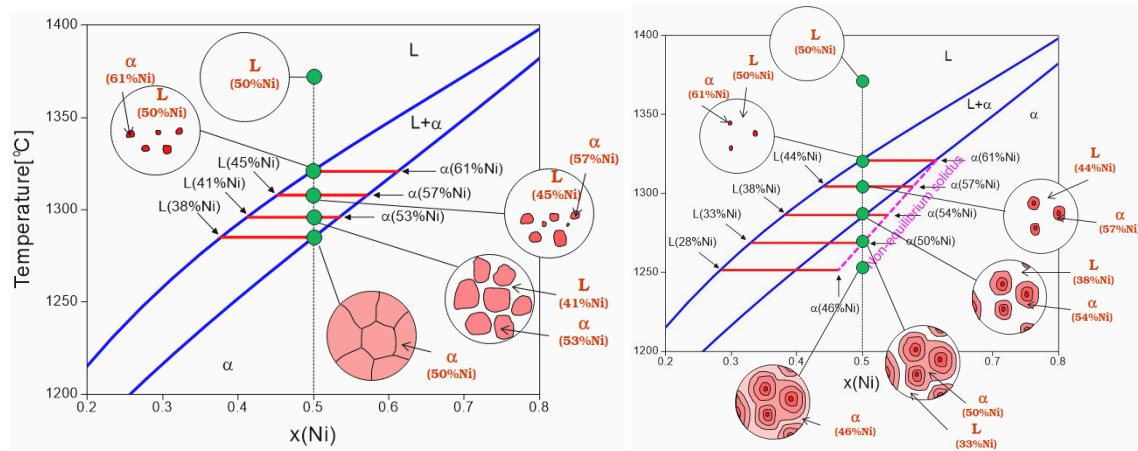 1400
L
L
(50%Ni)
α
(61%Ni)
L
(50%Ni)
1350
L+α
α
(57%Ni)
L
(45%Ni)
L(45%Ni)
α(61%Ni)
L(41%Ni)
α(57%Ni)
1300
L(38%Ni)
α(53%Ni)
Temperature[℃]
L
(41%Ni)
α
(53%Ni)
1250
α
(50%Ni)
α
1200
0.2
0.3
0.4
0.5
0.6
0.7
0.8
x(Ni)
1400
L
(50%Ni)
L
α
(61%Ni)
L
(50%Ni)
1350
L+α
α
L(44%Ni)
α(61%Ni)
L
(44%Ni)
1300
L(38%Ni)
α(57%Ni)
α
(57%Ni)
L(33%Ni)
α(54%Ni)
Non-equilibrium solidus
L(28%Ni)
α(50%Ni)
L
(38%Ni)
1250
α(46%Ni)
α
(54%Ni)
1200
0.2
0.3
0.4
0.5
0.6
0.7
0.8
x(Ni)
α
(50%Ni)
α
(46%Ni)
L
(33%Ni)